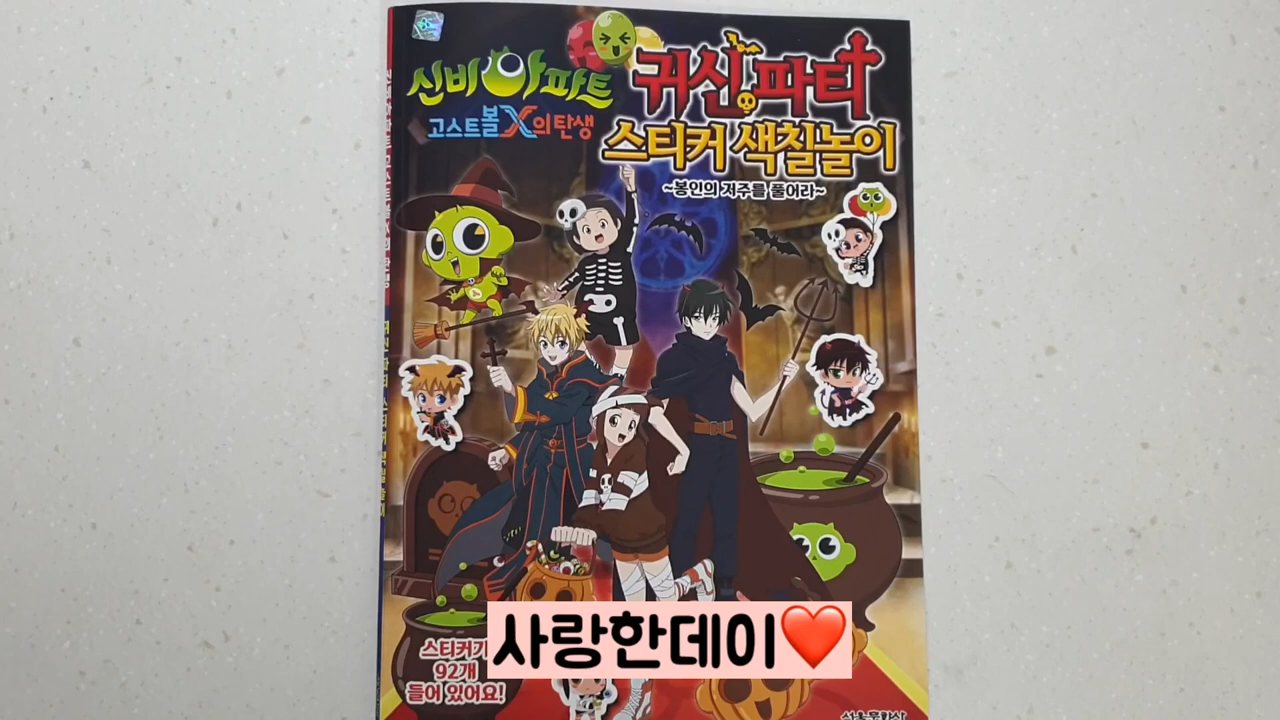 신비아파트
고스트볼X의 탄생
귀신파티
스티커 색칠놀이
~봉인의 저주를 풀어라~
사랑한데이❤️
스티커가
92개
들어 있어요!